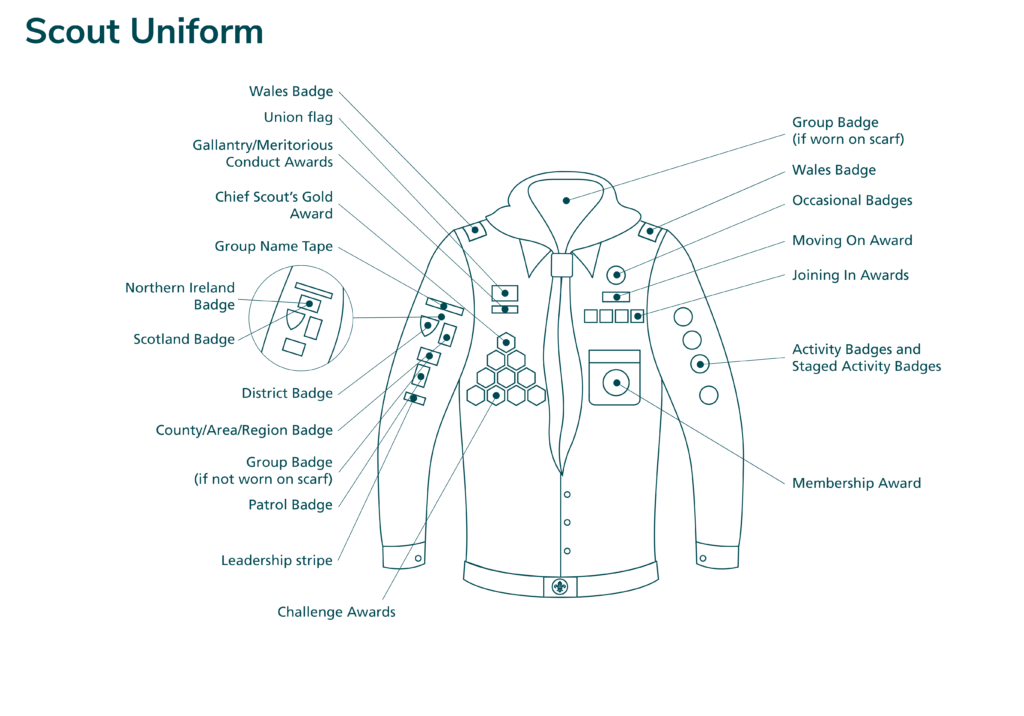 Scout Uniform
Wales Badge
Union flag
Gallantry/Meritorious
Conduct Awards
Chief Scout’s Gold
Award
Group Name Tape
Northern Ireland
Badge
Scotland Badge
District Badge
County/Area/Region Badge
Group Badge
(if not worn on scarf)
Patrol Badge
Leadership stripe
Challenge Awards
Group Badge
(if worn on scarf)
Wales Badge
Occasional Badges
Moving On Award
Joining In Awards
Activity Badges and
Staged Activity Badges
Membership Award